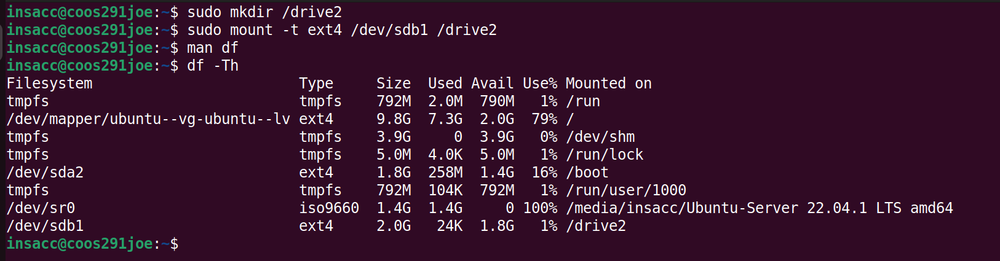 insacc@coos291joe:~$ sudo mkdir /drive2
insacc@coos291joe:~$ sudo mount -t ext4 /dev/sdb1 /drive2
insacc@coos291joe:~$ man df
insacc@coos291joe:~$ df -Th
Filesystem                        Type     Size  Used Avail Use% Mounted on
tmpfs                             tmpfs    792M  2.0M  790M   1% /run
/dev/mapper/ubuntu--vg-ubuntu--lv ext4     9.8G  7.3G  2.0G  79% /
tmpfs                             tmpfs    3.9G     0  3.9G   0% /dev/shm
tmpfs                             tmpfs    5.0M  4.0K  5.0M   1% /run/lock
/dev/sda2                         ext4     1.8G  258M  1.4G  16% /boot
tmpfs                             tmpfs    792M  104K  792M   1% /run/user/1000
/dev/sr0                          iso9660  1.4G  1.4G     0 100% /media/insacc/Ubuntu-Server 22.04.1 LTS amd64
/dev/sdb1                         ext4     2.0G   24K  1.8G   1% /drive2
insacc@coos291joe:~$